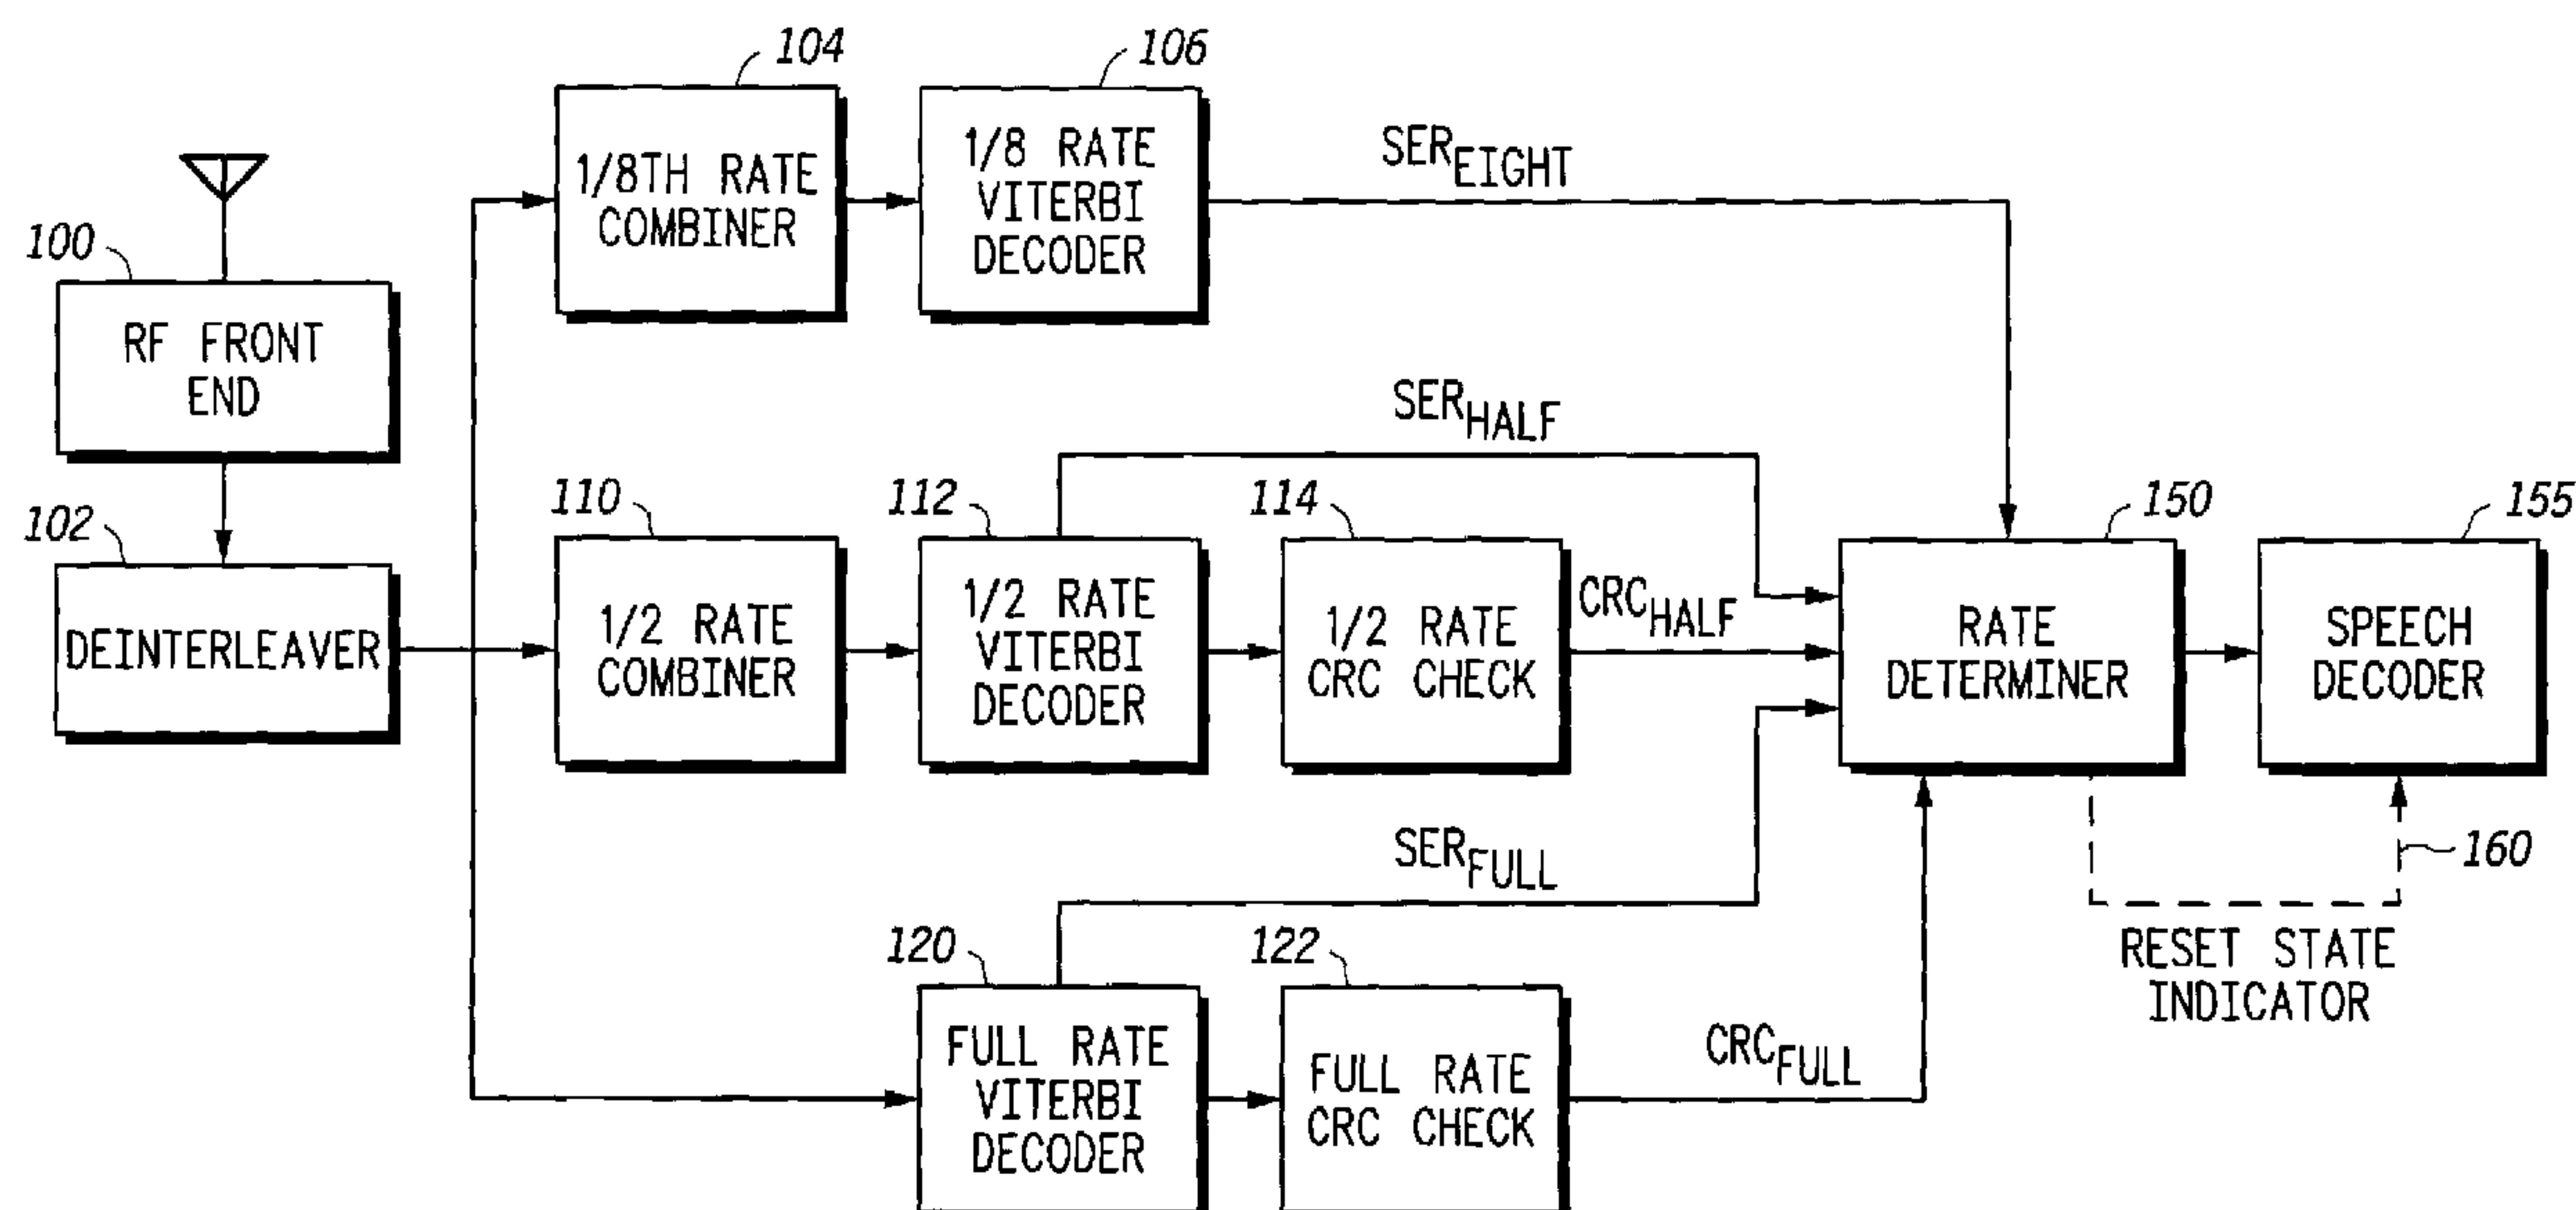 104
106
1/8TH RATE
COMBINER
1/8 RATE
VITERBI
DECODER
SER EIGHT
100
RF FRONT
END
SER HALF
102
110
112
114
150
155
DEINTERLEAVER
1/2 RATE
COMBINER
1/2 RATE
VITERBI
DECODER
1/2 RATE
CRC CHECK
CRC HALF
RATE
DETERMINER
SPEECH
DECODER
SER FULL
160
RESET STATE
INDICATOR
120
122
FULL RATE
VITERBI
DECODER
FULL RATE
CRC CHECK
CRC FULL